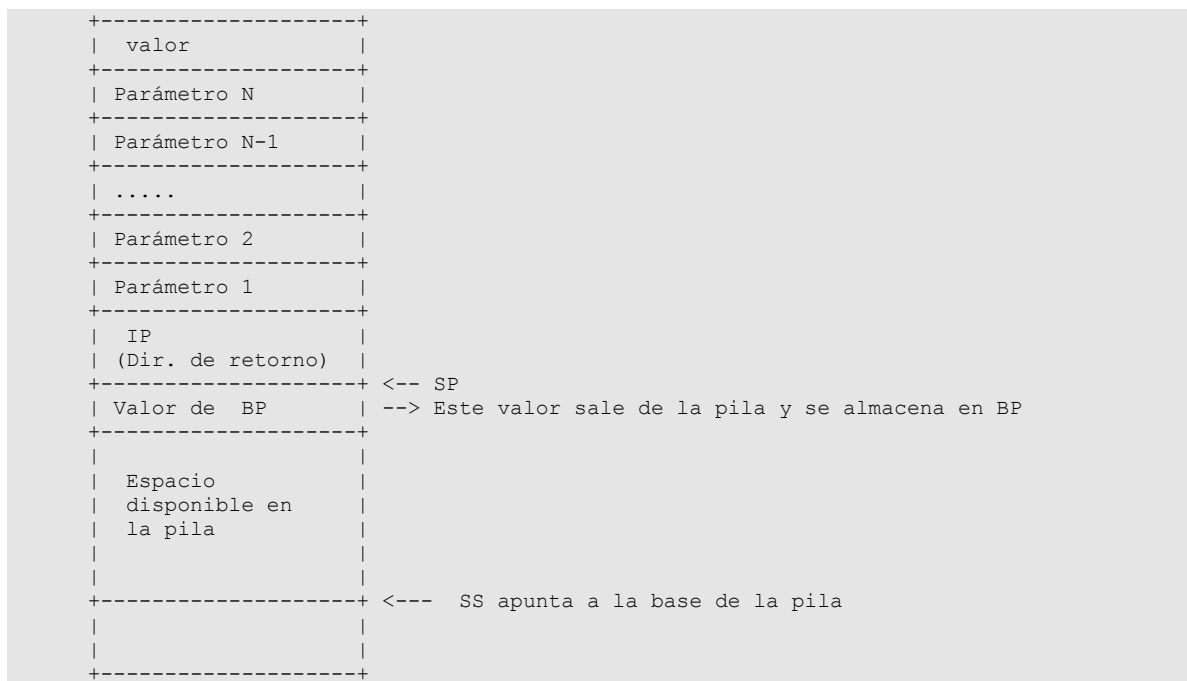 +--------------------+
|  valor             |
+--------------------+
| Parámetro N        |
+--------------------+
| Parámetro N-1      |
+--------------------+
| .....              |
+--------------------+
| Parámetro 2        |
+--------------------+
| Parámetro 1        |
+--------------------+
|  IP                |
| (Dir. de retorno)  |
+--------------------+ <-- SP
| Valor de  BP       | --> Este valor sale de la pila y se almacena en BP
+--------------------+
|                    |
|  Espacio           |
|  disponible en     |
|  la pila           |
|                    |
|                    |
+--------------------+ <---  SS apunta a la base de la pila
|                    |
|                    |
+--------------------+